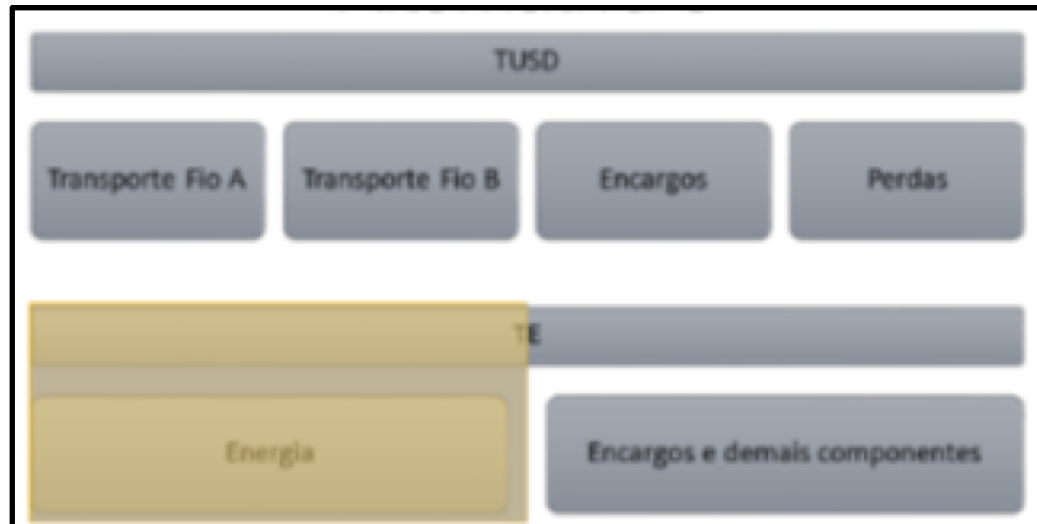 TUSD
Transporte Fio A
Transporte Fio B
Encargos
Perdas
TE
Energia
Encargos e demais componentes